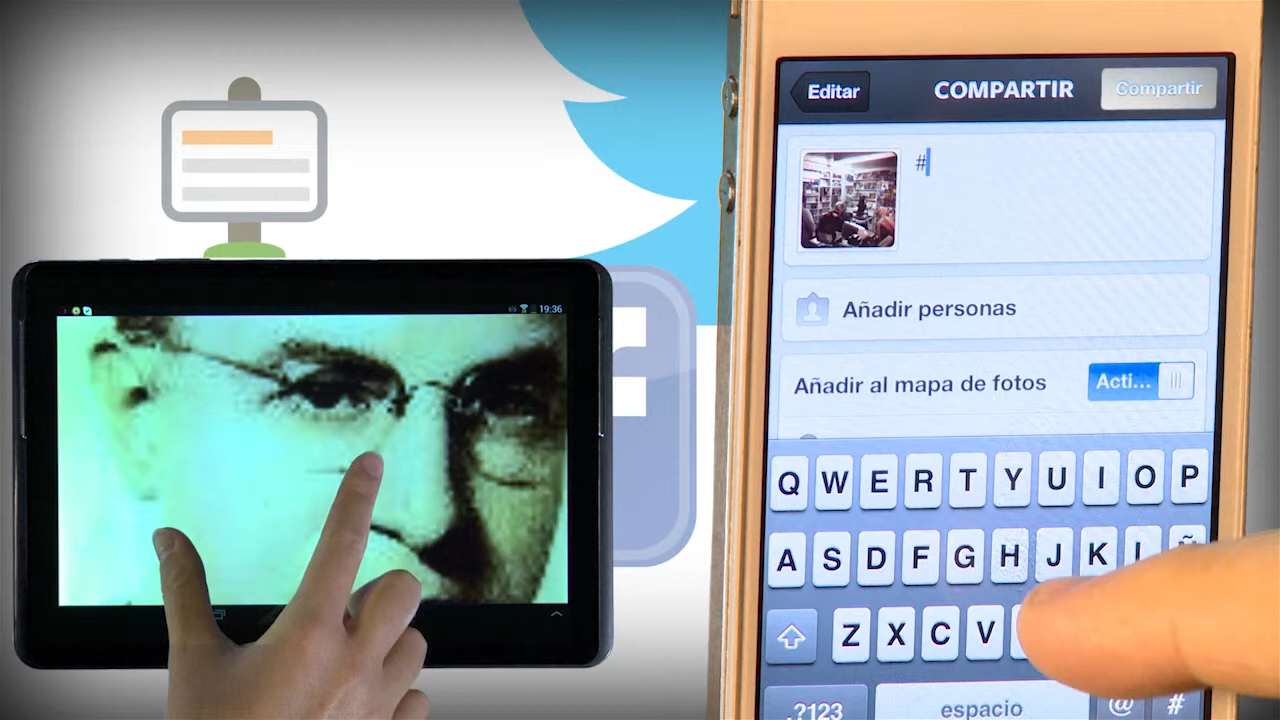 19:36
Editar
COMPARTIR
Compartir
#
Añadir personas
Añadir al mapa de fotos
Acti...
Q W E R T Y U I O P
A S D F G H J K L Ñ
Z X C V
.?123
espacio
@
#